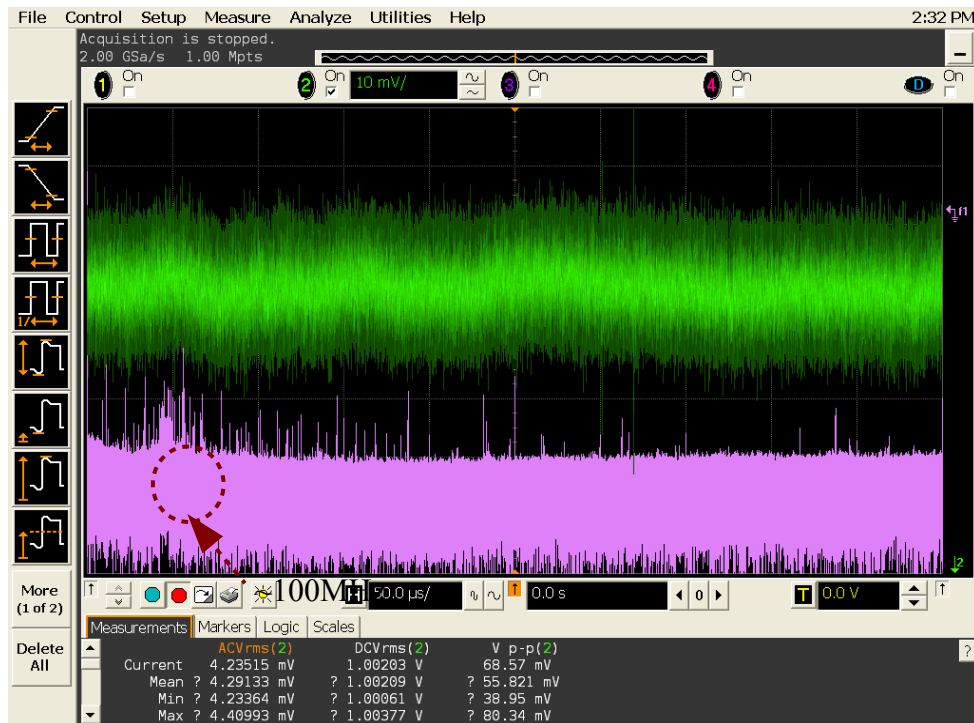 File Control Setup Measure Analyze Utilities Help 2:32 PM
Acquisition is stopped.
2.00 GSa/s 1.00 Mpts
1 On 2 On 10 mV/ 3 On 4 On D On
f1
1/
2
More
(1 of 2)
Delete
All
100MH
H 50.0 µs/ 0.0 s 0 T 0.0 V
Measurements Markers Logic Scales
ACVrms(2) DCVrms(2) V p-p(2)
Current 4.23515 mV 1.00203 V 68.57 mV
Mean ? 4.29133 mV ? 1.00209 V ? 55.821 mV
Min ? 4.23364 mV ? 1.00061 V ? 38.95 mV
Max ? 4.40993 mV ? 1.00377 V ? 80.34 mV
?